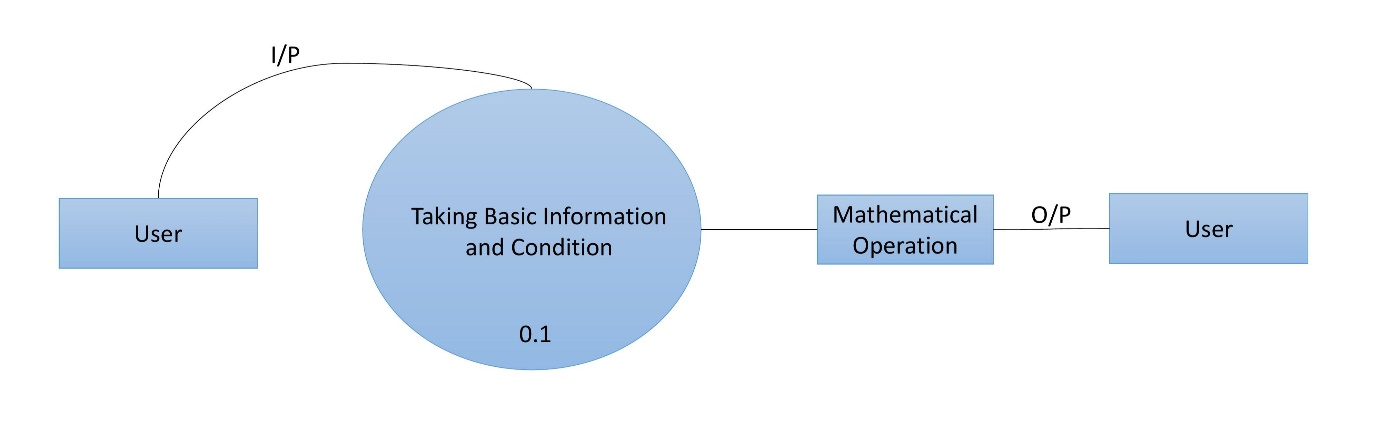 I/P
User
Taking Basic Information
and Condition
0.1
Mathematical
Operation
O/P
User